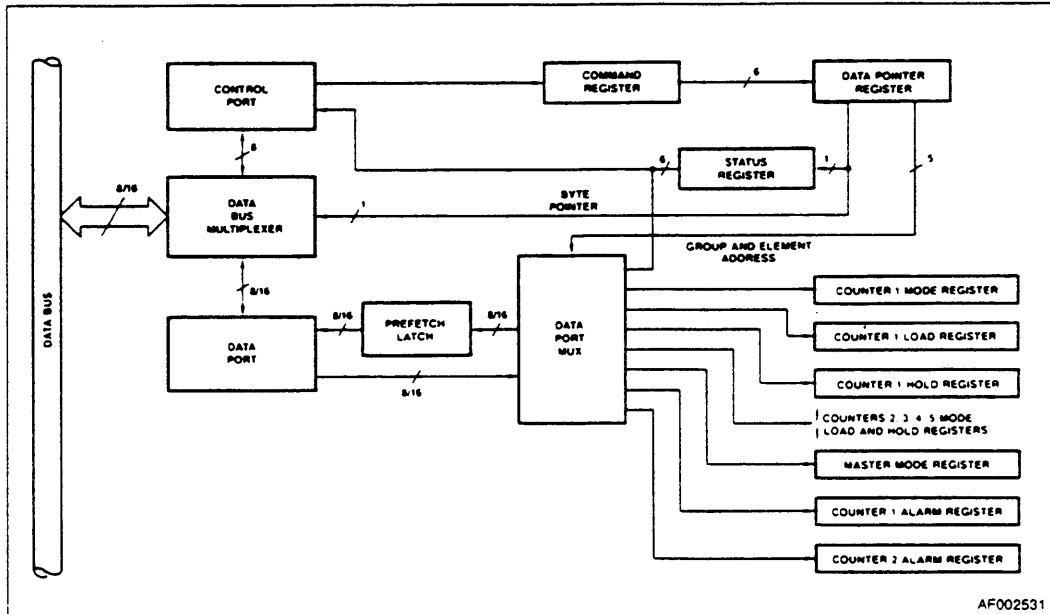 CONTROL
PORT
COMMAND
REGISTER
6
DATA POINTER
REGISTER
8
6
STATUS
REGISTER
1
5
8/16
DATA
BUS
MULTIPLEXER
BYTE
POINTER
1
GROUP AND ELEMENT
ADDRESS
DATA BUS
8/16
DATA
PORT
8/16
PREFETCH
LATCH
8/16
8/16
DATA
PORT
MUX
COUNTER 1 MODE REGISTER
COUNTER 1 LOAD REGISTER
COUNTER 1 HOLD REGISTER
COUNTERS 2, 3, 4, 5 MODE
LOAD AND HOLD REGISTERS
MASTER MODE REGISTER
COUNTER 1 ALARM REGISTER
COUNTER 2 ALARM REGISTER
AF002531